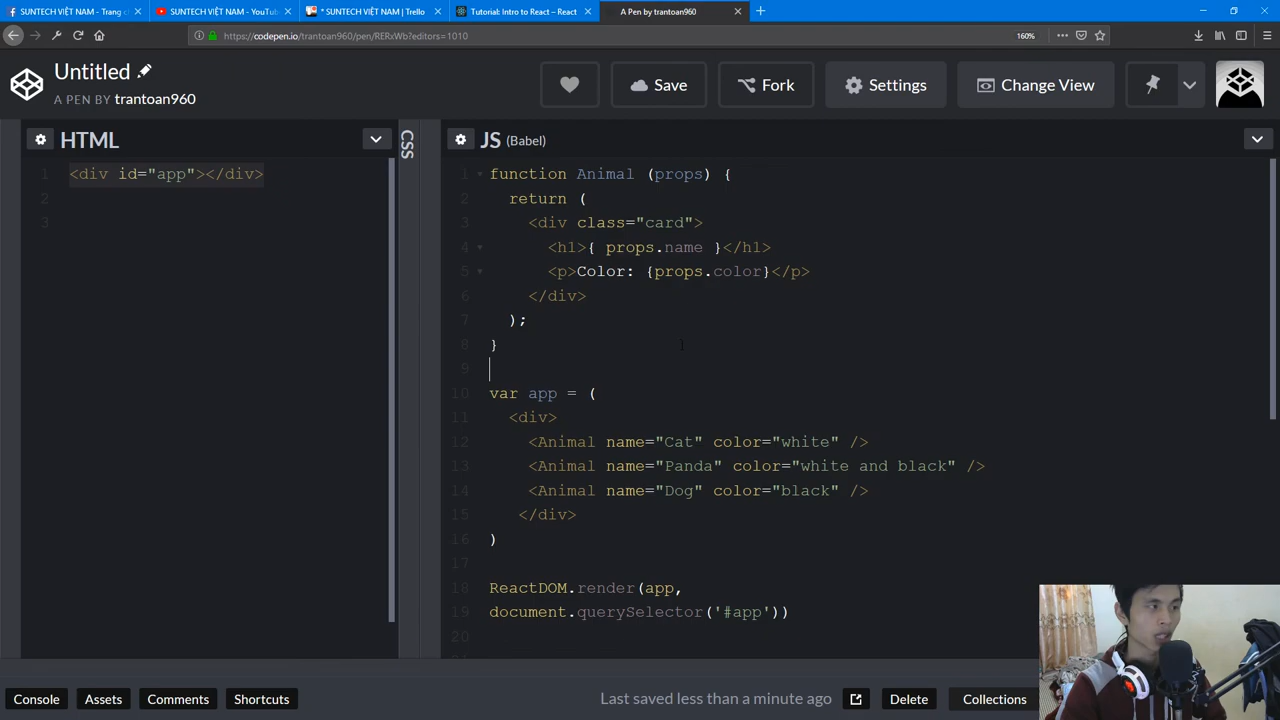 SUNTECH VIỆT NAM - Trang c
SUNTECH VIỆT NAM - YouTu
* SUNTECH VIỆT NAM | Trello
Tutorial: Intro to React – React
A Pen by trantoan960
https://codepen.io/trantoan960/pen/RERxWb?editors=1010
160%
Untitled
A PEN BY trantoan960
Save
Fork
Settings
Change View
HTML
CSS
JS (Babel)
1 <div id="app"></div>
2
3
1 function Animal (props) {
2 return (
3 <div class="card">
4 <h1>{ props.name }</h1>
5 <p>Color: {props.color}</p>
6 </div>
7 );
8 }
9
10 var app = (
11 <div>
12 <Animal name="Cat" color="white" />
13 <Animal name="Panda" color="white and black" />
14 <Animal name="Dog" color="black" />
15 </div>
16 )
17
18 ReactDOM.render(app,
19 document.querySelector('#app'))
20
Console
Assets
Comments
Shortcuts
Last saved less than a minute ago
Delete
Collections